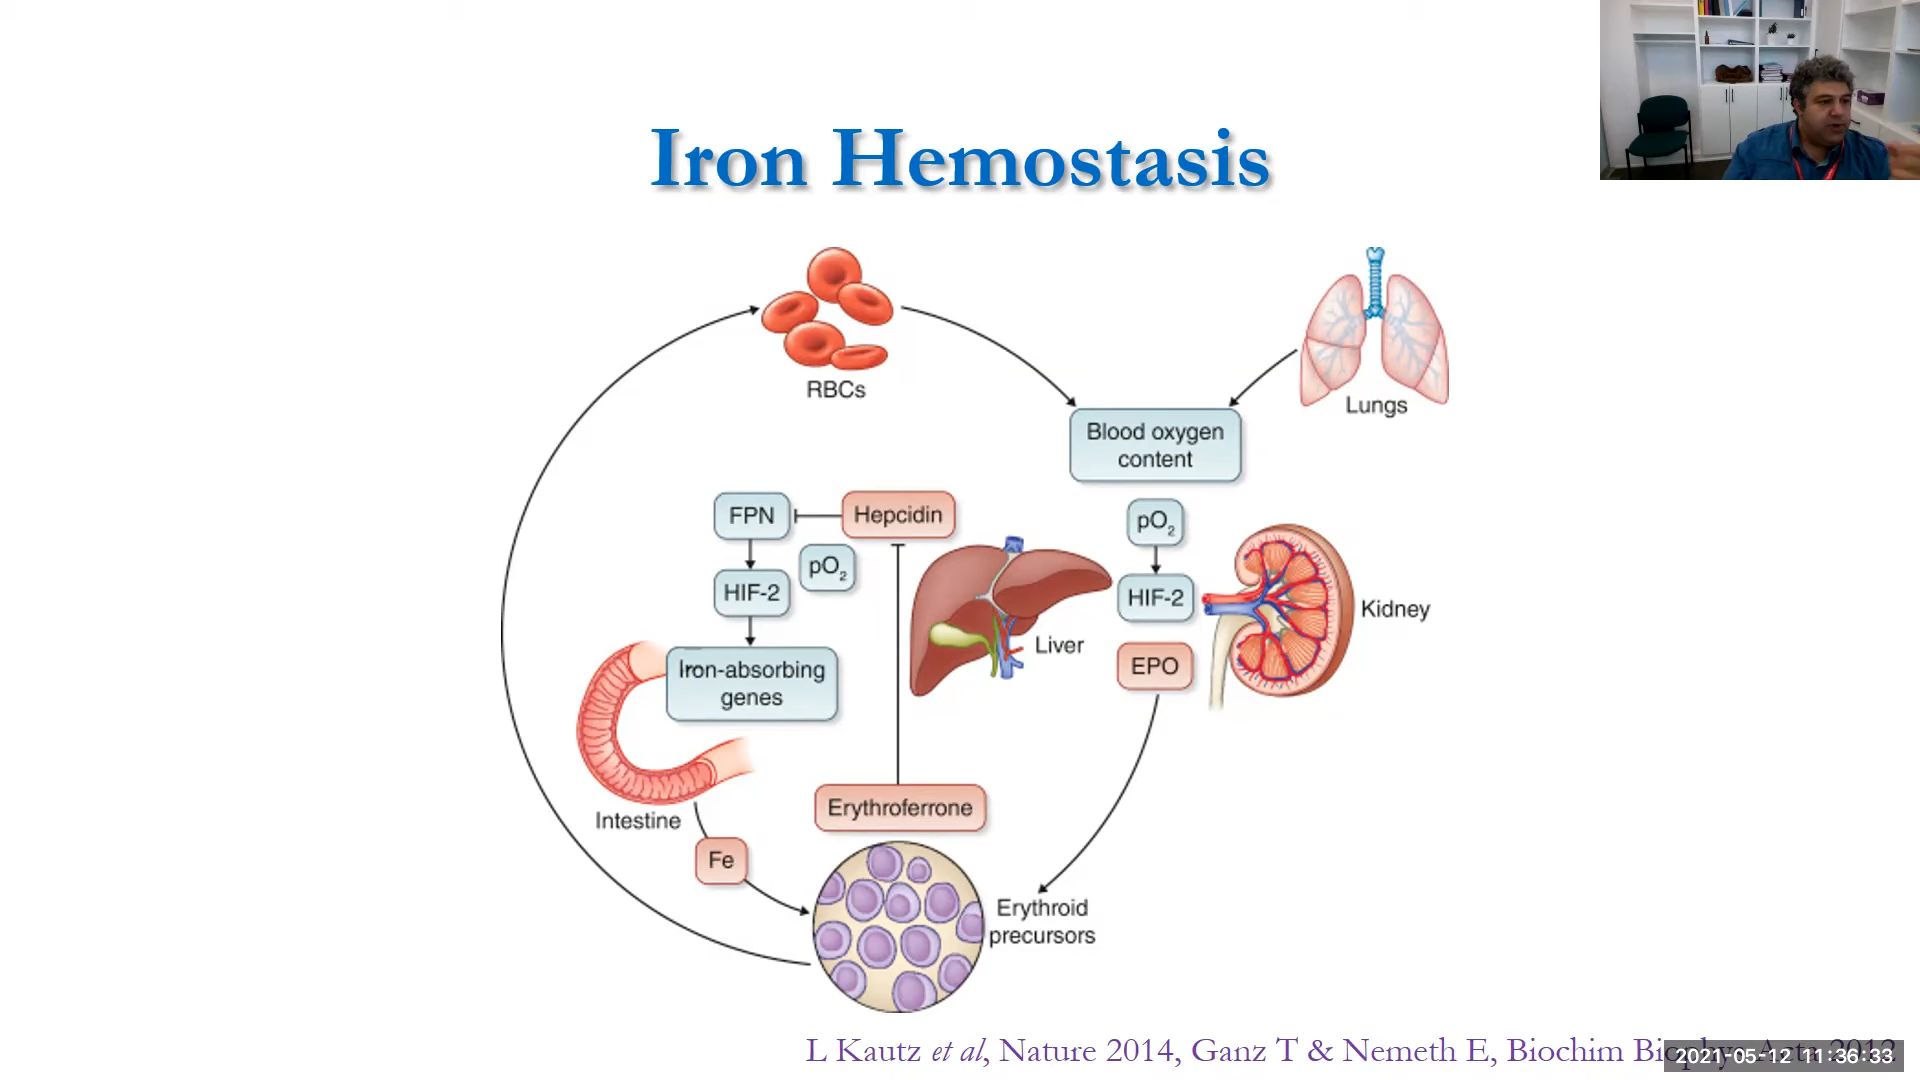 Iron Hemostasis
RBCs
Lungs
Blood oxygen
content
FPN
Hepcidin
pO₂
pO₂
HIF-2
HIF-2
Kidney
Liver
Iron-absorbing
genes
EPO
Intestine
Erythroferrone
Fe
Erythroid
precursors
L Kautz et al, Nature 2014, Ganz T & Nemeth E, Biochim Biophys Acta 2012
2021-05-12 11:36:33